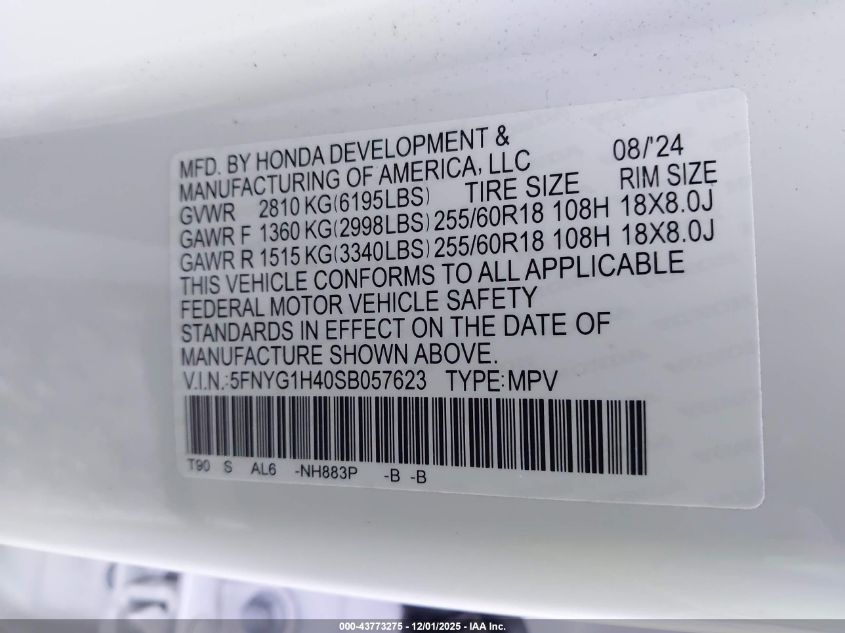 MFD. BY HONDA DEVELOPMENT &
MANUFACTURING OF AMERICA, LLC 08/'24
GVWR 2810 KG(6195LBS) TIRE SIZE RIM SIZE
GAWR F 1360 KG(2998LBS) 255/60R18 108H 18X8.0J
GAWR R 1515 KG(3340LBS) 255/60R18 108H 18X8.0J
THIS VEHICLE CONFORMS TO ALL APPLICABLE
FEDERAL MOTOR VEHICLE SAFETY
STANDARDS IN EFFECT ON THE DATE OF
MANUFACTURE SHOWN ABOVE.
V.I.N.:5FNYG1H40SB057623 TYPE:MPV
T90 S AL6 -NH883P -B -B
000-43773275 - 12/01/2025 - IAA Inc.